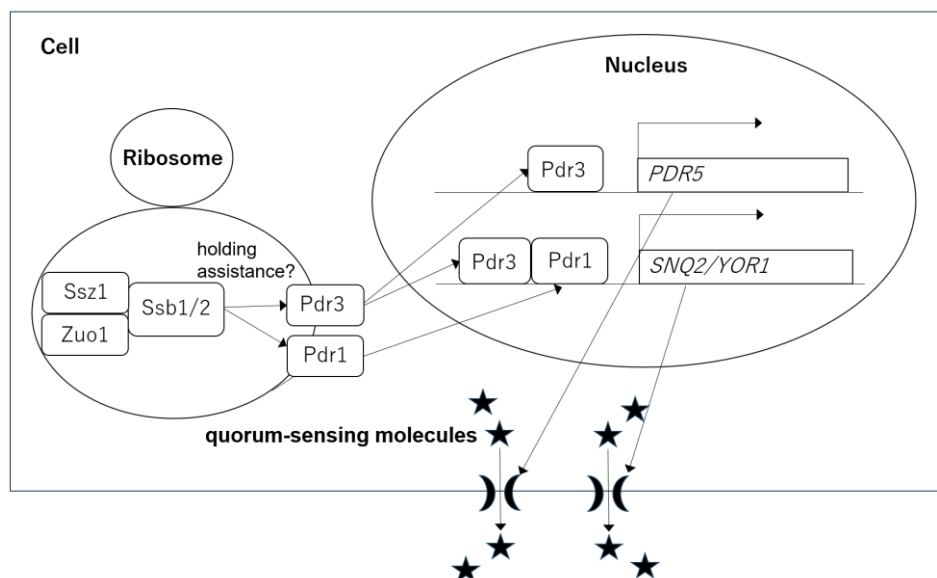 Cell
Nucleus
Ribosome
Pdr3
PDR5
holding
assistance?
Pdr3
Pdr1
SNQ2/YOR1
Ssz1
Ssb1/2
Pdr3
Zuo1
Pdr1
quorum-sensing molecules